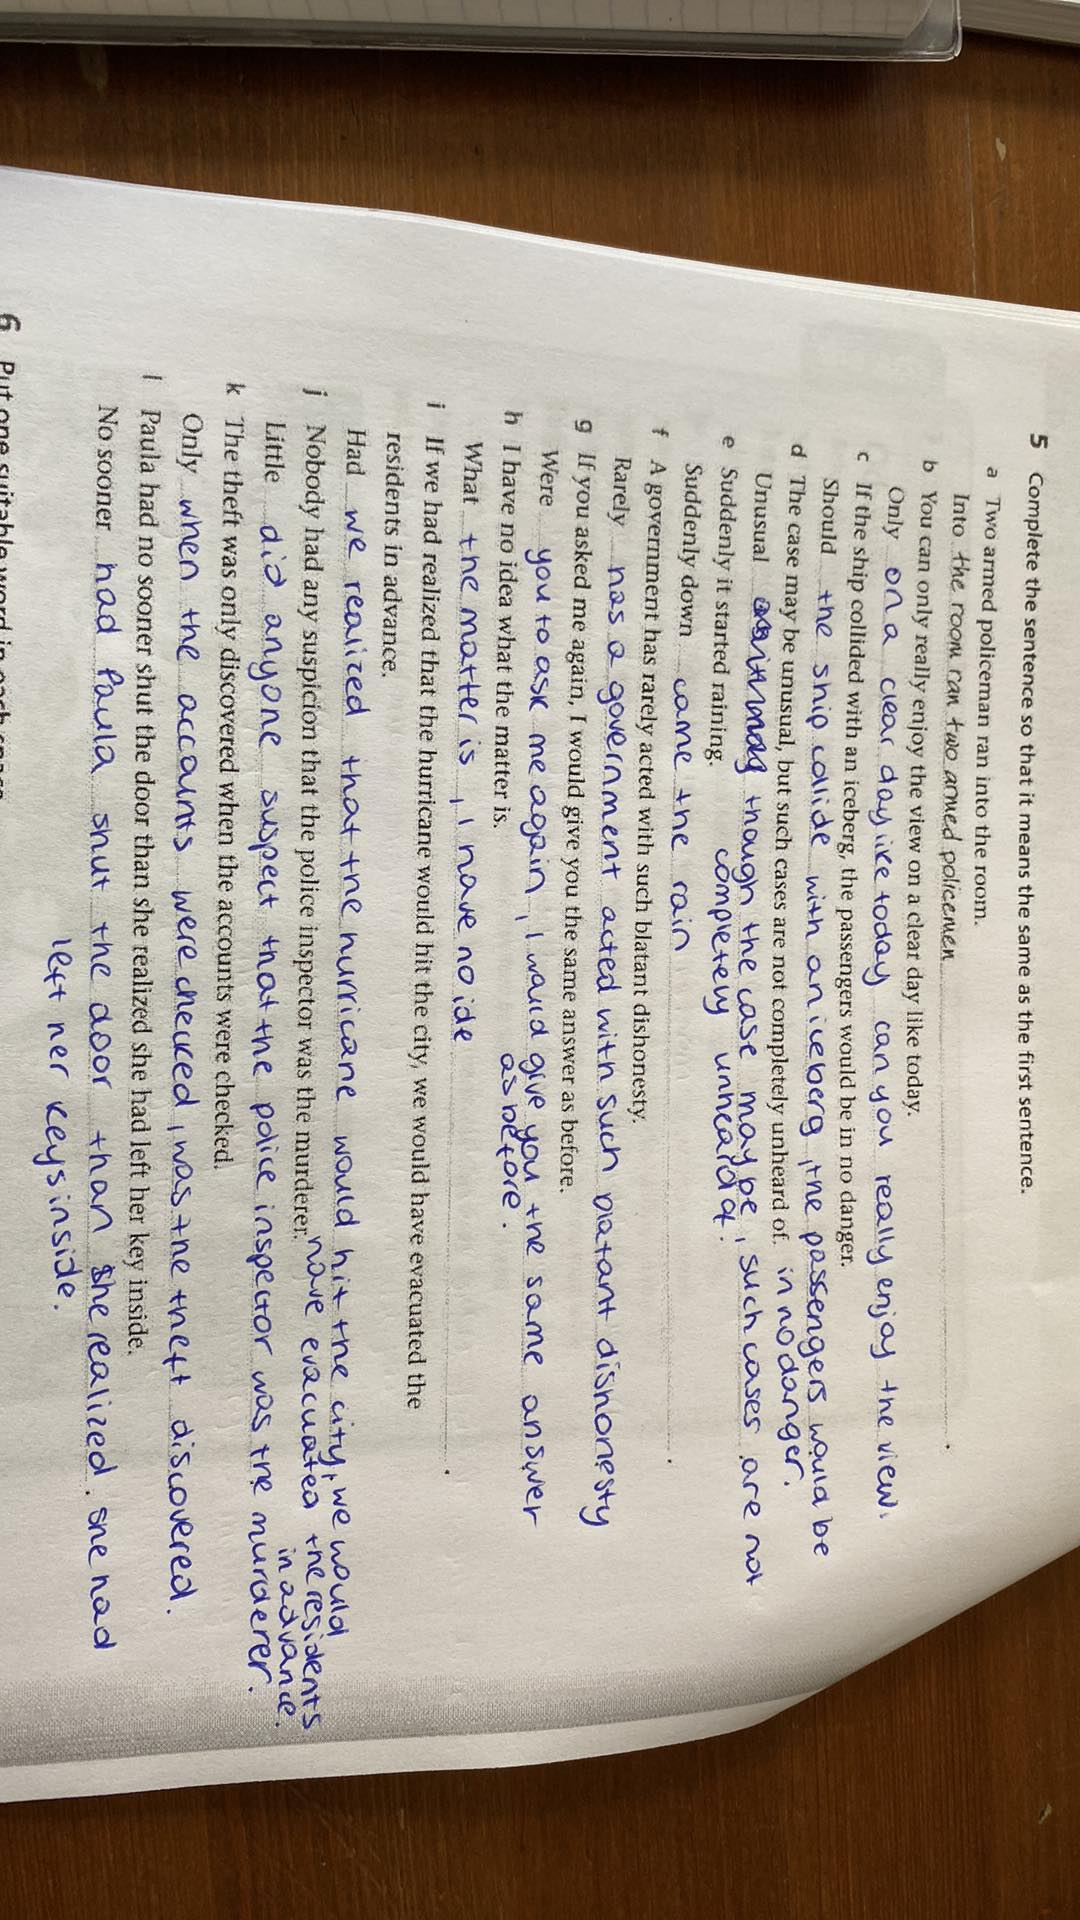 5 Complete the sentence so that it means the same as the first sentence.
a Two armed policeman ran into the room.
Into the room ran two armed policemen
b You can only really enjoy the view on a clear day like today.
Only on a clear day like today can you really enjoy the view.
c If the ship collided with an iceberg, the passengers would be in no danger.
Should the ship collide with an iceberg, the passengers would be
in no danger.
d The case may be unusual, but such cases are not completely unheard of.
Unusual though the case may be, such cases are not
completely unheard of.
e Suddenly it started raining.
Suddenly down came the rain
f A government has rarely acted with such blatant dishonesty.
Rarely has a government acted with such blatant dishonesty
g If you asked me again, I would give you the same answer as before.
Were you to ask me again, I would give you the same answer
as before.
h I have no idea what the matter is.
What the matter is, I have no ide
i If we had realized that the hurricane would hit the city, we would have evacuated the
residents in advance.
Had we realized that the hurricane would hit the city, we would
have evacuated the residents
in advance.
j Nobody had any suspicion that the police inspector was the murderer.
Little did anyone suspect that the police inspector was the murderer.
k The theft was only discovered when the accounts were checked.
Only when the accounts were checked, was the theft discovered.
l Paula had no sooner shut the door than she realized she had left her key inside.
No sooner had Paula shut the door than she realized she had
left her keys inside.
6 Put one suitable word in each space